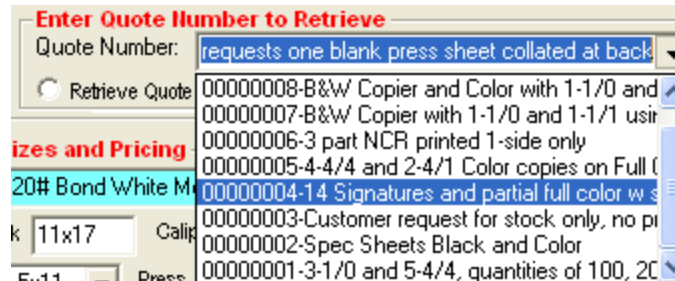 Enter Quote Number to Retrieve
Quote Number: requests one blank press sheet collated at back
Retrieve Quote
00000008-B&W Copier and Color with 1-1/0 and
00000007-B&W Copier with 1-1/0 and 1-1/1 usin
00000006-3 part NCR printed 1-side only
izes and Pricing
00000005-4-4/4 and 2-4/1 Color copies on Full
20# Bond White
00000004-14 Signatures and partial full color w s
00000003-Customer request for stock only, no
k 11x17
00000002-Spec Sheets Black and Color
Press
00000001-3-1/0 and 5-4/4, quantities of 100,